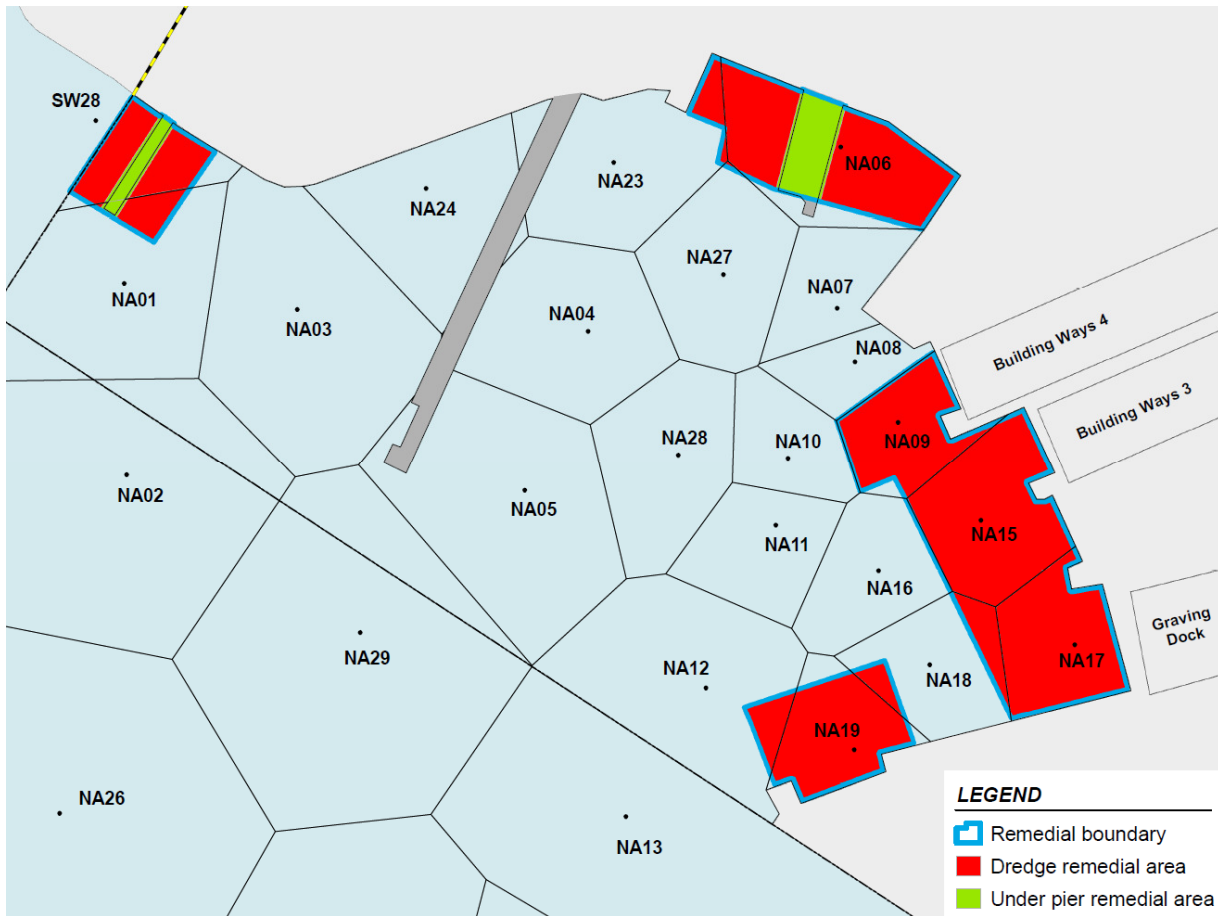 SW28
NA06
NA23
NA24
NA27
NA01
NA03
NA04
NA07
NA08
Building Ways 4
Building Ways 3
NA09
NA28
NA10
NA02
NA05
NA11
NA15
NA16
Graving
Dock
NA29
NA17
NA12
NA18
NA19
NA26
NA13
LEGEND
Remedial boundary
Dredge remedial area
Under pier remedial area